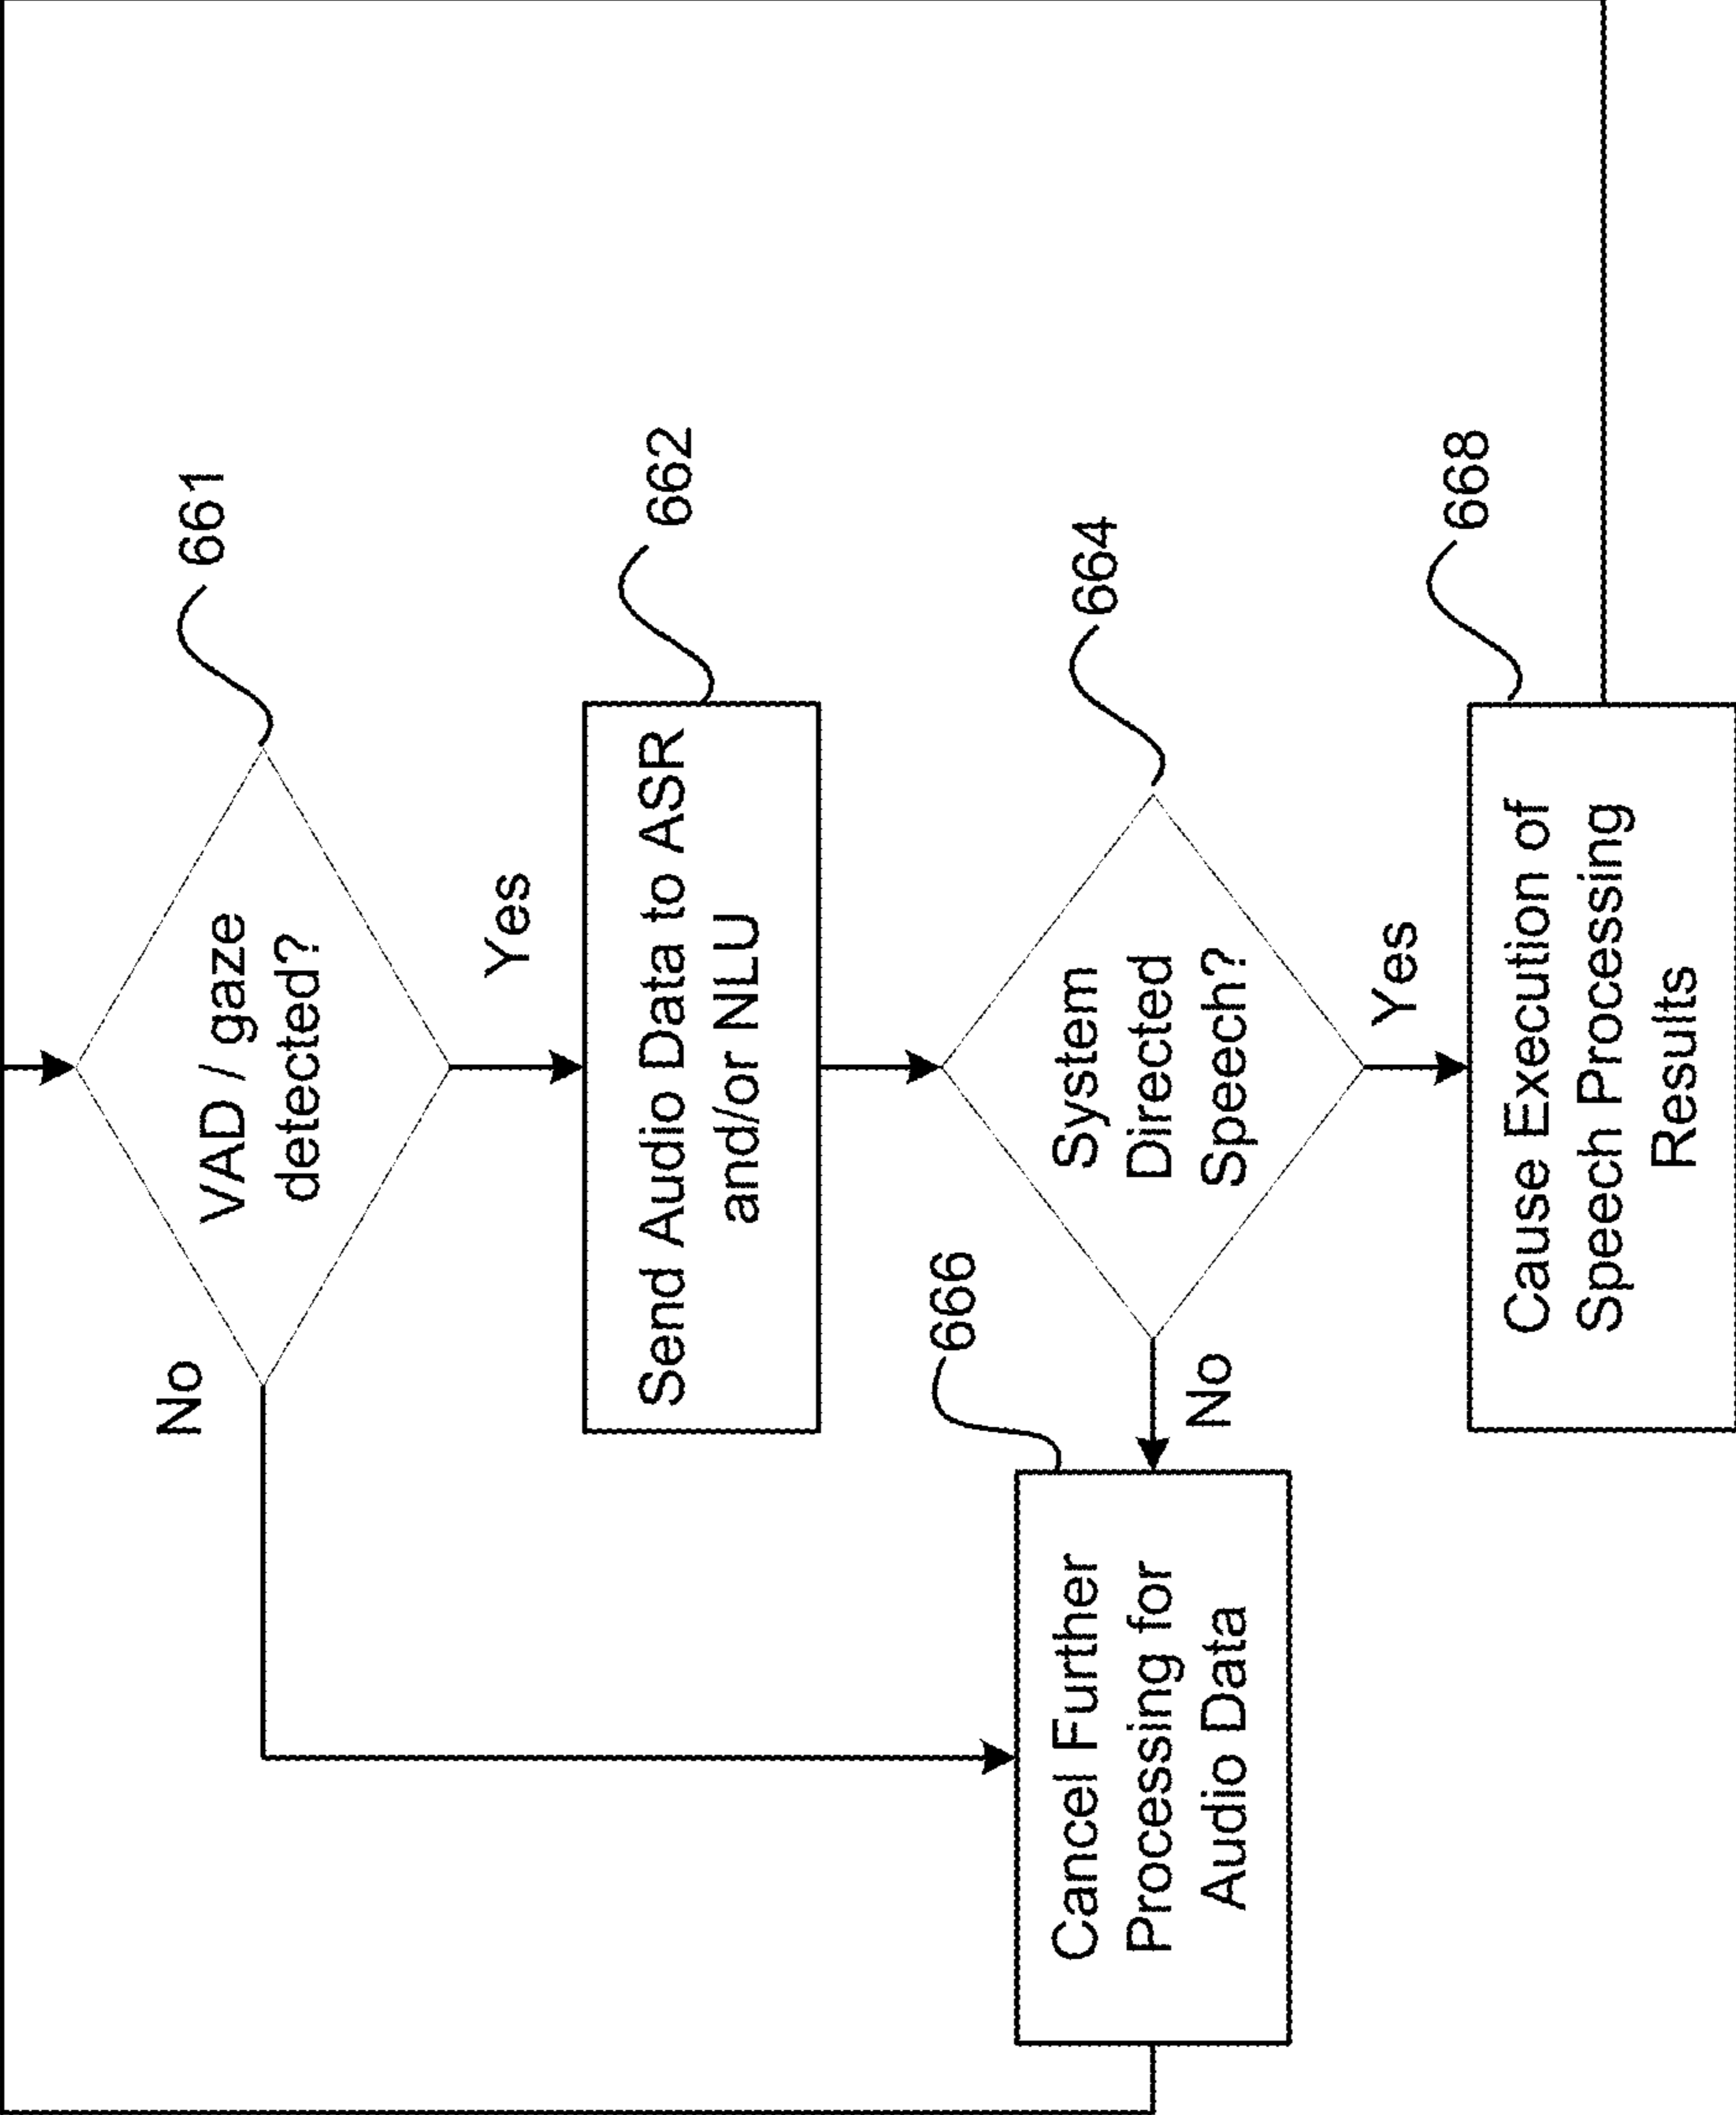 661
VAD / gaze
detected?
No
Yes
662
Send Audio Data to ASR
and/or NLU
664
System
Directed
Speech?
666
No
Yes
Cancel Further
Processing for
Audio Data
668
Cause Execution of
Speech Processing
Results